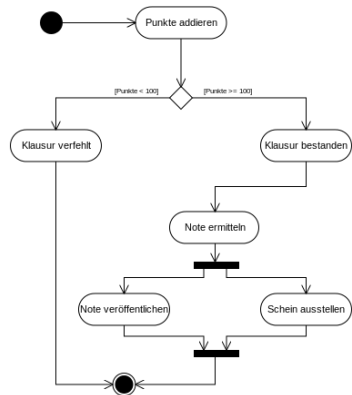 Punkte addieren
[Punkte < 100]
[Punkte >= 100]
Klausur verfehlt
Klausur bestanden
Note ermitteln
Note veröffentlichen
Schein ausstellen